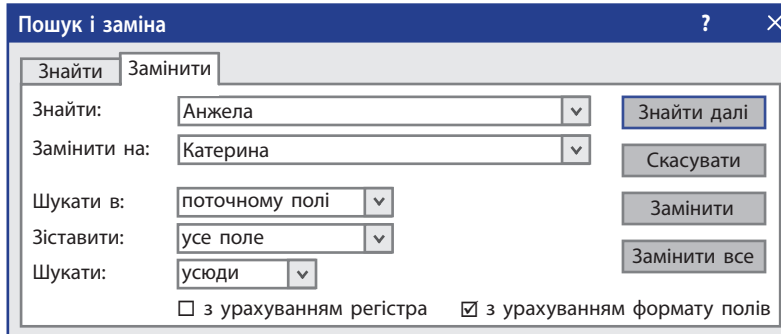 Пошук і заміна ?
Знайти Замінити
Знайти: Анжела Знайти далі
Замінити на: Катерина Скасувати
Шукати в: поточному полі Замінити
Зіставити: усе поле Замінити все
Шукати: усюди
з урахуванням регістра з урахуванням формату полів